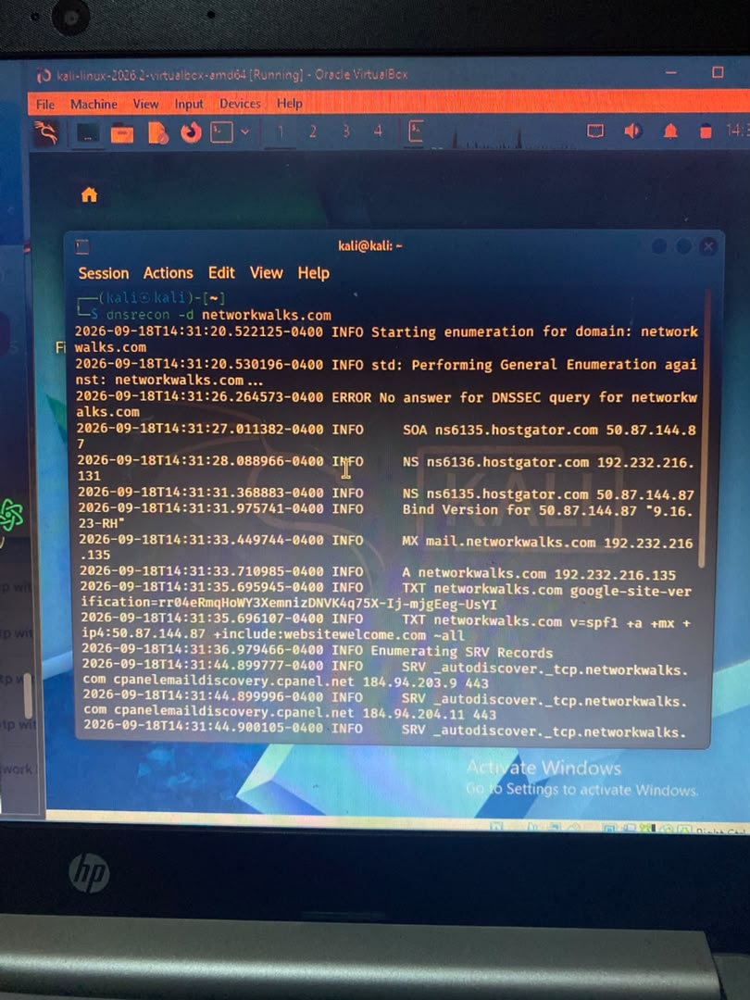 kali-linux-2026.2-virtualbox-amd64 [Running] - Oracle VirtualBox
File Machine View Input Devices Help
1 2 3 4
kali@kali: ~
Session Actions Edit View Help
(kali㉿kali)-[~]
$ dnsrecon -d networkwalks.com
2026-09-18T14:31:20.522125-0400 INFO Starting enumeration for domain: network
walks.com
2026-09-18T14:31:20.530196-0400 INFO std: Performing General Enumeration agai
nst: networkwalks.com...
2026-09-18T14:31:26.264573-0400 ERROR No answer for DNSSEC query for networkw
alks.com
2026-09-18T14:31:27.011382-0400 INFO SOA ns6135.hostgator.com 50.87.144.8
7
2026-09-18T14:31:28.088966-0400 INFO NS ns6136.hostgator.com 192.232.216.
131
2026-09-18T14:31:31.368883-0400 INFO NS ns6135.hostgator.com 50.87.144.87
2026-09-18T14:31:31.975741-0400 INFO Bind Version for 50.87.144.87 "9.16.
23-RH"
2026-09-18T14:31:33.449744-0400 INFO MX mail.networkwalks.com 192.232.216
.135
2026-09-18T14:31:33.710985-0400 INFO A networkwalks.com 192.232.216.135
2026-09-18T14:31:35.695945-0400 INFO TXT networkwalks.com google-site-ver
ification=rr04eRmqHoWY3XemnizDNVK4q75X-Ij-mjgEeg-UsYI
2026-09-18T14:31:35.696107-0400 INFO TXT networkwalks.com v=spf1 +a +mx +
ip4:50.87.144.87 +include:websitewelcome.com ~all
2026-09-18T14:31:36.979466-0400 INFO Enumerating SRV Records
2026-09-18T14:31:44.899777-0400 INFO SRV _autodiscover._tcp.networkwalks.
com cpanelemaildiscovery.cpanel.net 184.94.203.9 443
2026-09-18T14:31:44.899996-0400 INFO SRV _autodiscover._tcp.networkwalks.
com cpanelemaildiscovery.cpanel.net 184.94.204.11 443
2026-09-18T14:31:44.900105-0400 INFO SRV _autodiscover._tcp.networkwalks.
KALI
Activate Windows
Go to Settings to activate Windows.
hp